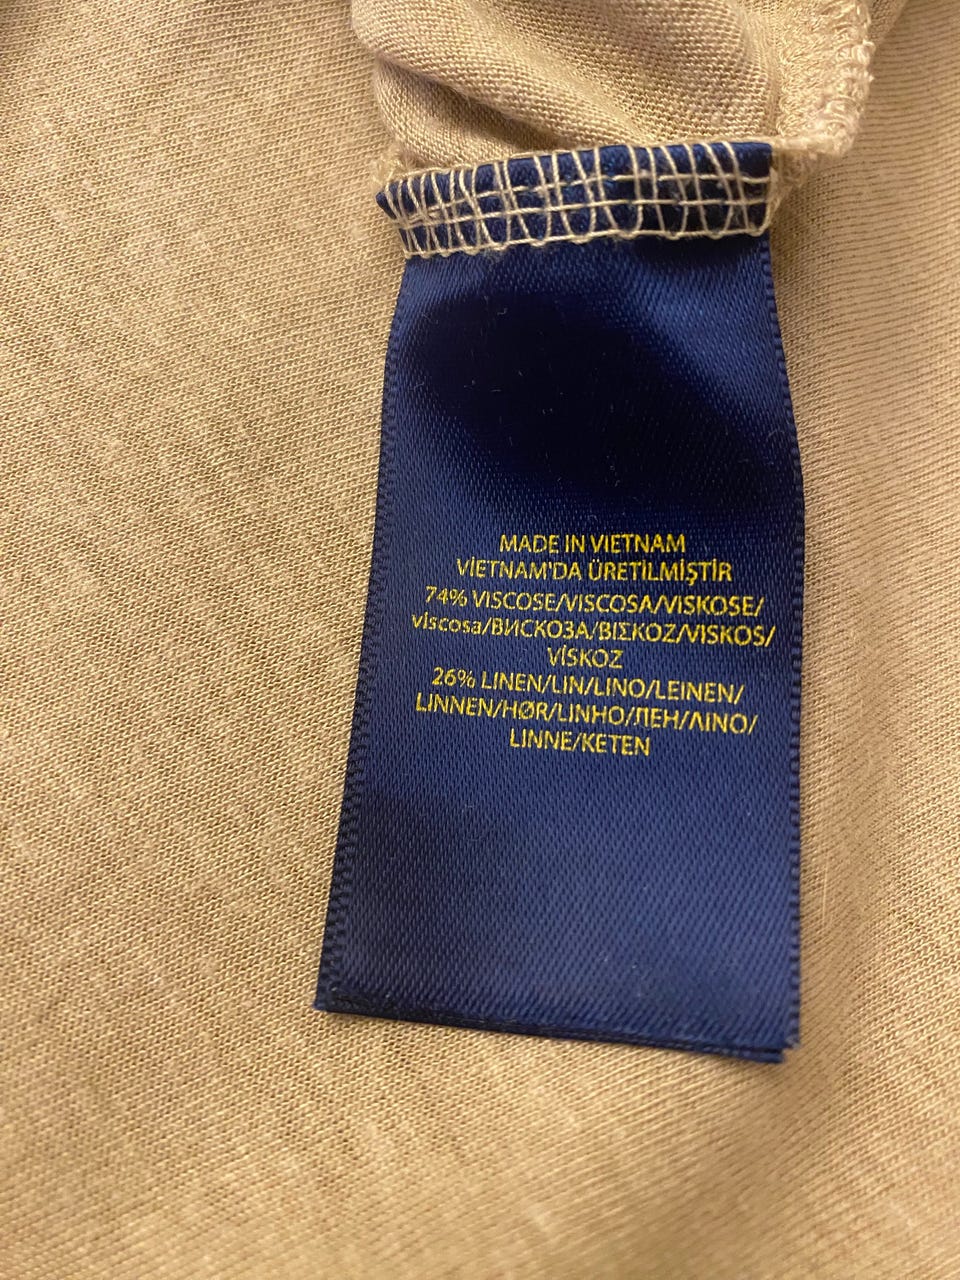 MADE IN VIETNAM
VİETNAM'DA ÜRETİLMİŞTİR
74% VISCOSE/VISCOSA/VISKOSE/
viscosa/ВИСКОЗА/ΒΙΣΚΟΖ/VISKOS/
VİSKOZ
26% LINEN/LIN/LINO/LEINEN/
LINNEN/HØR/LINHO/ЛЕН/ΛΙΝΟ/
LINNE/KETEN